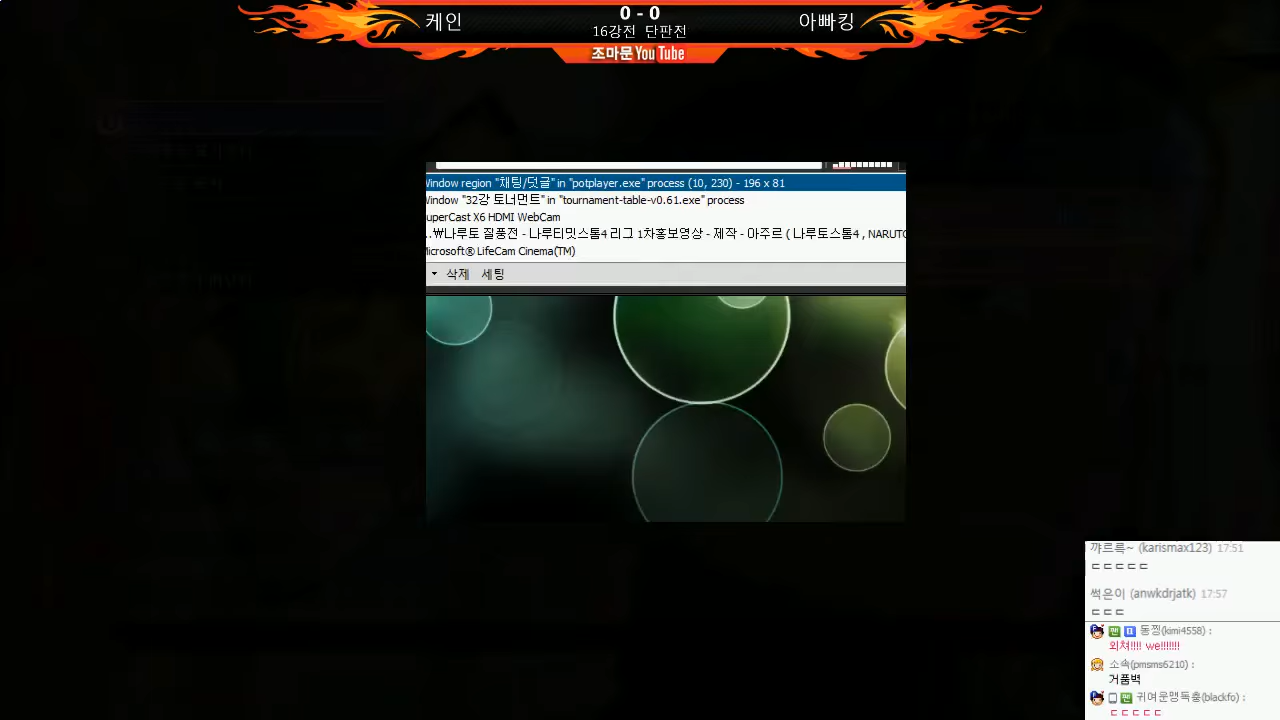 케인
0 - 0
아빠킹
16강전 단판전
조마문 YouTube
Window region "채팅/덧글" in "potplayer.exe" process (10, 230) - 196 x 81
Window "32강 토너먼트" in "tournament-table-v0.61.exe" process
uperCast X6 HDMI WebCam
..₩나루토 질풍전 - 나루티밋스톰4 리그 1차홍보영상 - 제작 - 아주르 ( 나루토스톰4 , NARUTO
Microsoft® LifeCam Cinema(TM)
삭제 세팅
꺄르륵~ (karismax123) 17:51
ㄷㄷㄷㄷㄷ
썩은이 (anwkdrjatk) 17:57
ㄷㄷㄷ
팬 동찡(kimi4558) :
외쳐!!!! we!!!!!!!
소속(pmsms6210) :
거품벽
팬 귀여운맹독충(blackfo) :
ㄷㄷㄷㄷㄷ